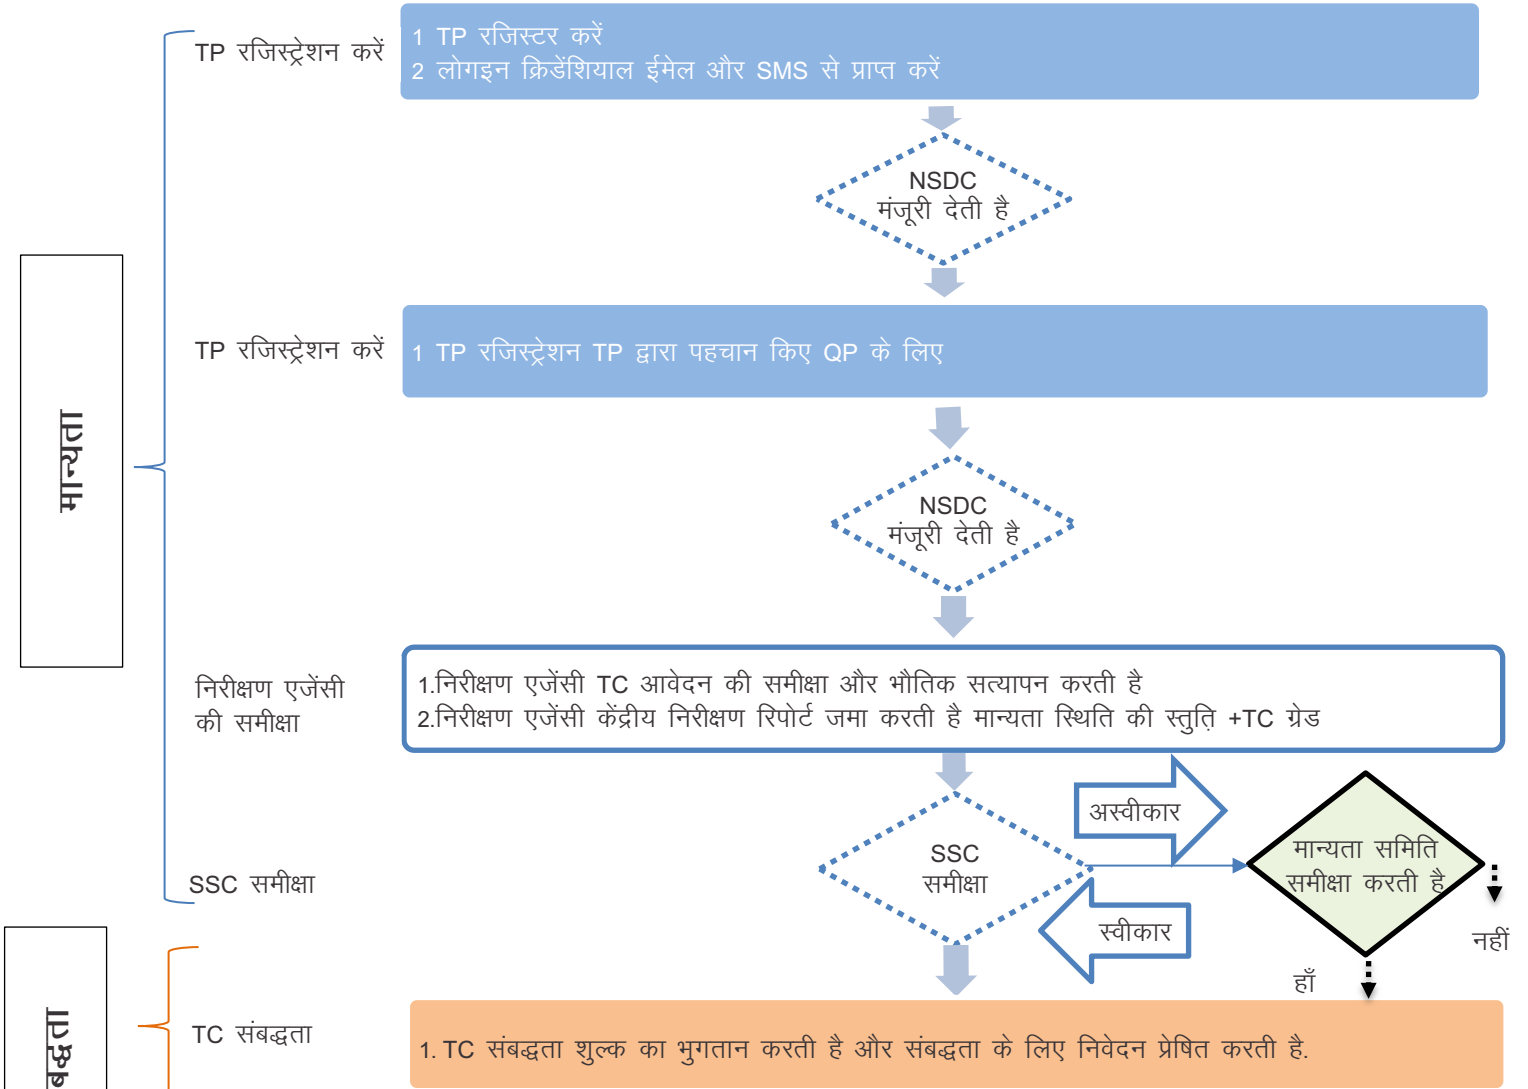 TP रजिस्ट्रेशन करें
1 TP रजिस्टर करें
2 लोगइन क्रिडेंशियाल ईमेल और SMS से प्राप्त करें
NSDC
मंजूरी देती है
मान्यता
TP रजिस्ट्रेशन करें
1 TP रजिस्ट्रेशन TP द्वारा पहचान किए QP के लिए
NSDC
मंजूरी देती है
निरीक्षण एजेंसी
की समीक्षा
1.निरीक्षण एजेंसी TC आवेदन की समीक्षा और भौतिक सत्यापन करती है
2.निरीक्षण एजेंसी केंद्रीय निरीक्षण रिपोर्ट जमा करती है मान्यता स्थिति की स्तुति़ +TC ग्रेड
अस्वीकार
SSC समीक्षा
SSC
समीक्षा
मान्यता समिति
समीक्षा करती है
स्वीकार
नहीं
हाँ
TC संबद्धता
1. TC संबद्धता शुल्क का भुगतान करती है और संबद्धता के लिए निवेदन प्रेषित करती है.